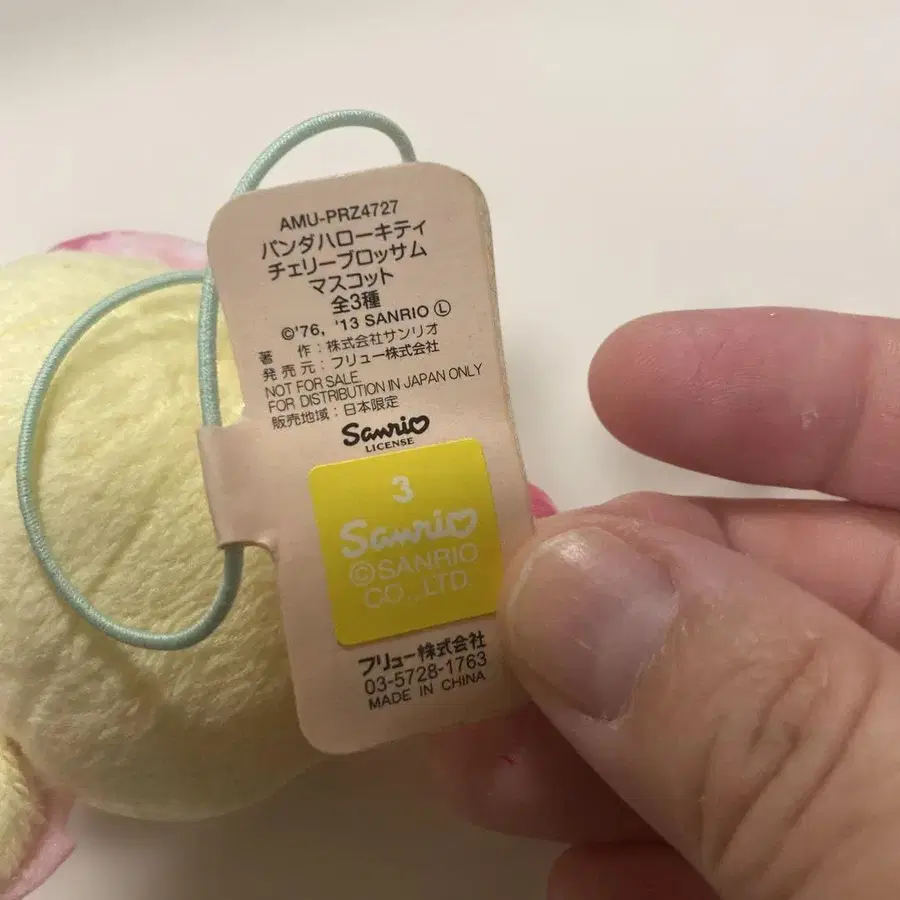 AMU-PRZ4727
パンダハローキティ
チェリーブロッサム
マスコット
全3種
©'76, '13 SANRIO Ⓛ
著 作:株式会社サンリオ
発売元:フリュー株式会社
NOT FOR SALE
FOR DISTRIBUTION IN JAPAN ONLY
販売地域:日本限定
Sanrio
LICENSE
3
Sanrio
©SANRIO
CO.,LTD.
フリュー株式会社
03-5728-1763
MADE IN CHINA